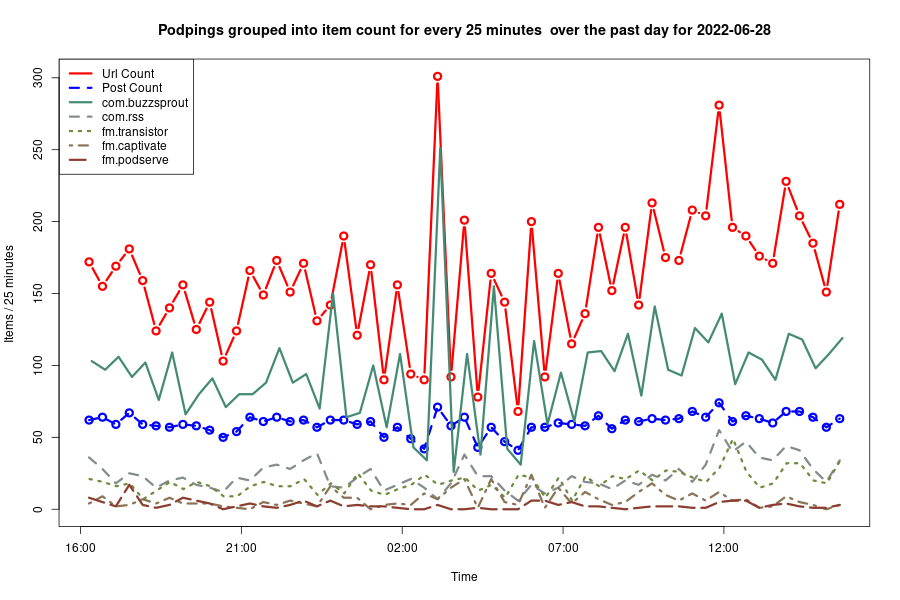 Podpings grouped into item count for every 25 minutes  over the past day for 2022-06-28
Url Count
Post Count
com.buzzsprout
com.rss
fm.transistor
fm.captivate
fm.podserve
Items / 25 minutes
300
250
200
150
100
50
0
16:00 21:00 02:00 07:00 12:00
Time